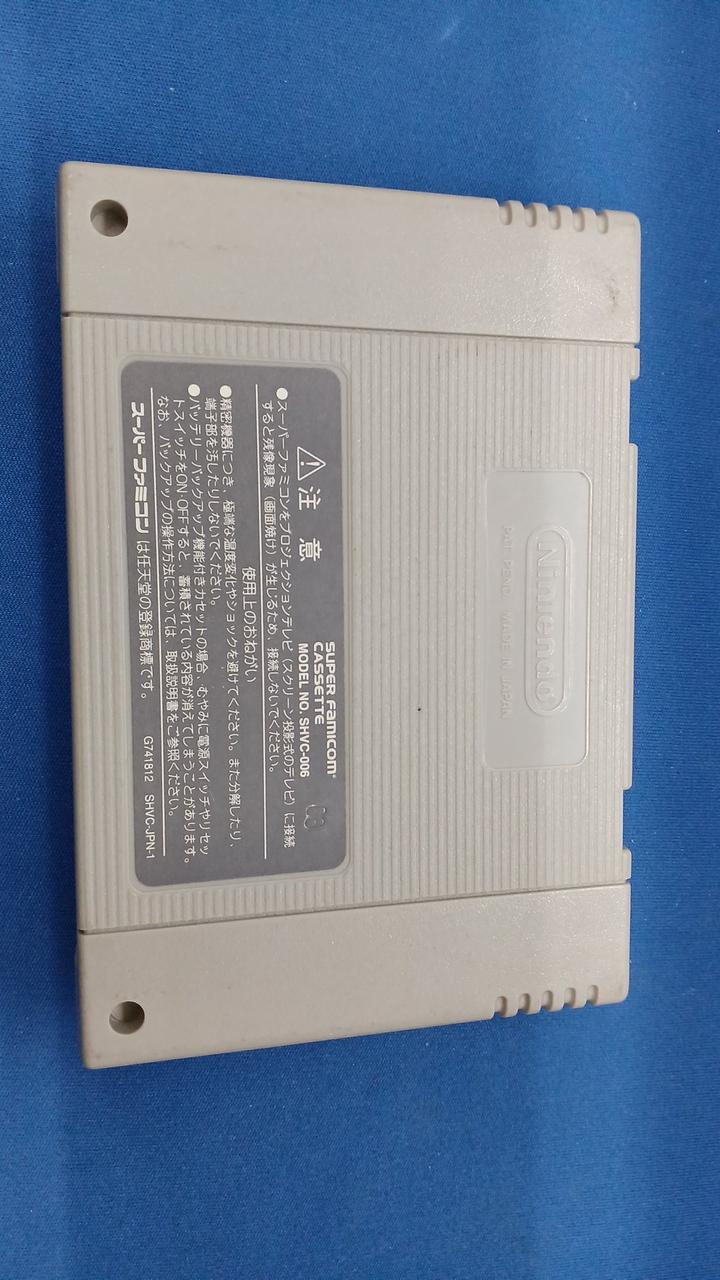 Nintendo®
PAT. PEND. MADE IN JAPAN
SUPER FAMICOM®
CASSETTE
MODEL NO. SHVC-006
⚠注 意
●スーパーファミコンをプロジェクションテレビ(スクリーン投影式のテレビ)に接続
すると残像現象(画面焼け)が生じるため、接続しないでください。
使用上のおねがい
●精密機器につき、極端な温度変化やショックを避けてください。また分解したり、
端子部を汚したりしないでください。
●バッテリーバックアップ機能付きカセットの場合、むやみに電源スイッチやリセッ
トスイッチをON・OFFすると、蓄積されている内容が消えてしまうことがあります。
なお、バックアップの操作方法については、取扱説明書をご参照ください。
スーパーファミコン は任天堂の登録商標です。
G741812 SHVC-JPN-1